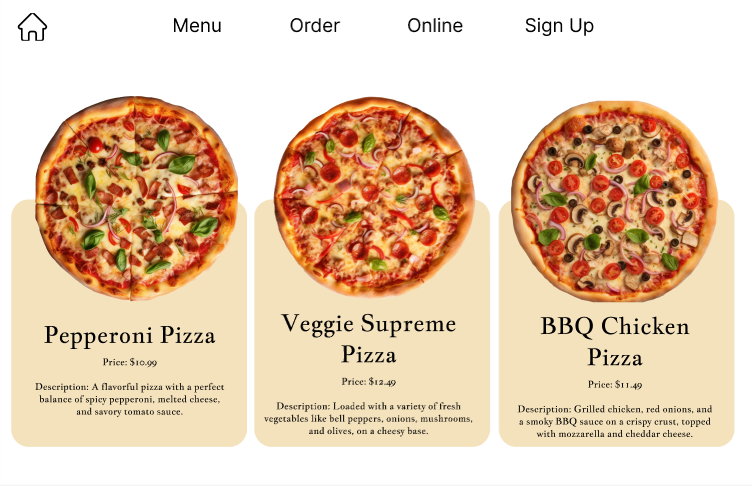 Menu
Order
Online
Sign Up
Pepperoni Pizza
Price: $10.99
Description: A flavorful pizza with a perfect
balance of spicy pepperoni, melted cheese,
and savory tomato sauce.
Veggie Supreme
Pizza
Price: $12.49
Description: Loaded with a variety of fresh
vegetables like bell peppers, onions, mushrooms,
and olives, on a cheesy base.
BBQ Chicken
Pizza
Price: $11.49
Description: Grilled chicken, red onions, and
a smoky BBQ sauce on a crispy crust, topped
with mozzarella and cheddar cheese.